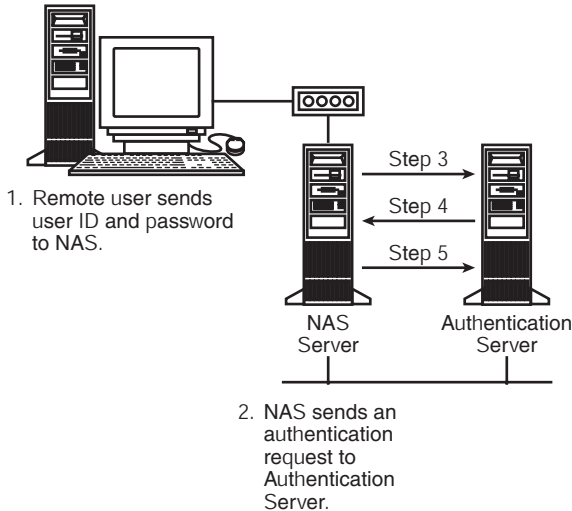 Step 3
Step 4
Step 5
1. Remote user sends
user ID and password
to NAS.
NAS
Server
Authentication
Server
2. NAS sends an
authentication
request to
Authentication
Server.